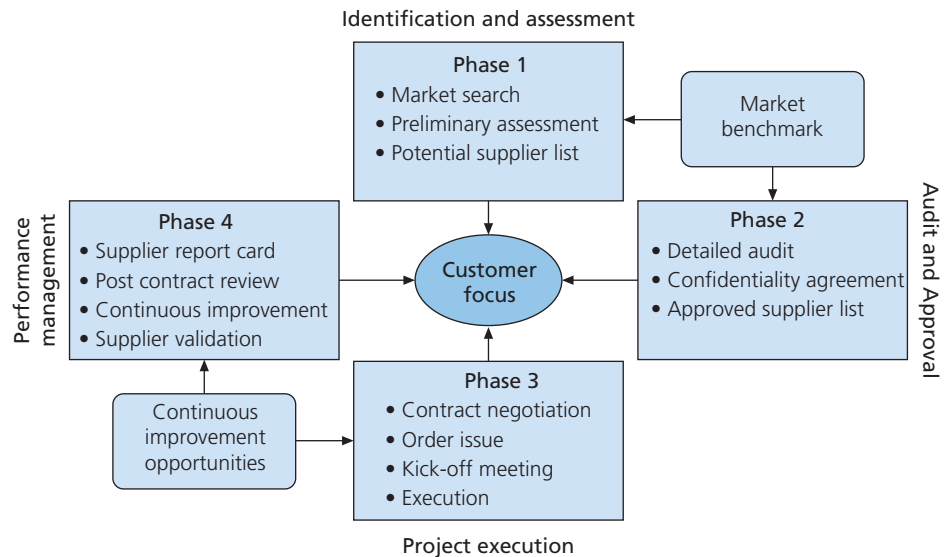 Identification and assessment
Phase 1
• Market search
• Preliminary assessment
• Potential supplier list
Market
benchmark
Performance
management
Phase 4
• Supplier report card
• Post contract review
• Continuous improvement
• Supplier validation
Customer
focus
Phase 2
• Detailed audit
• Confidentiality agreement
• Approved supplier list
Audit and Approval
Continuous
improvement
opportunities
Phase 3
• Contract negotiation
• Order issue
• Kick-off meeting
• Execution
Project execution